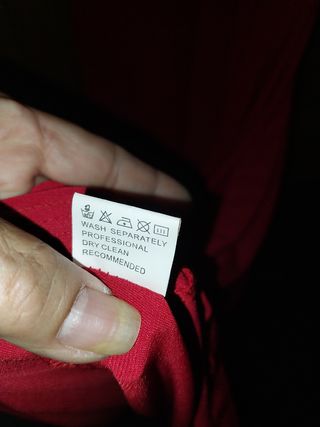 WASH SEPARATELY
PROFESSIONAL
DRY CLEAN
RECOMMENDED